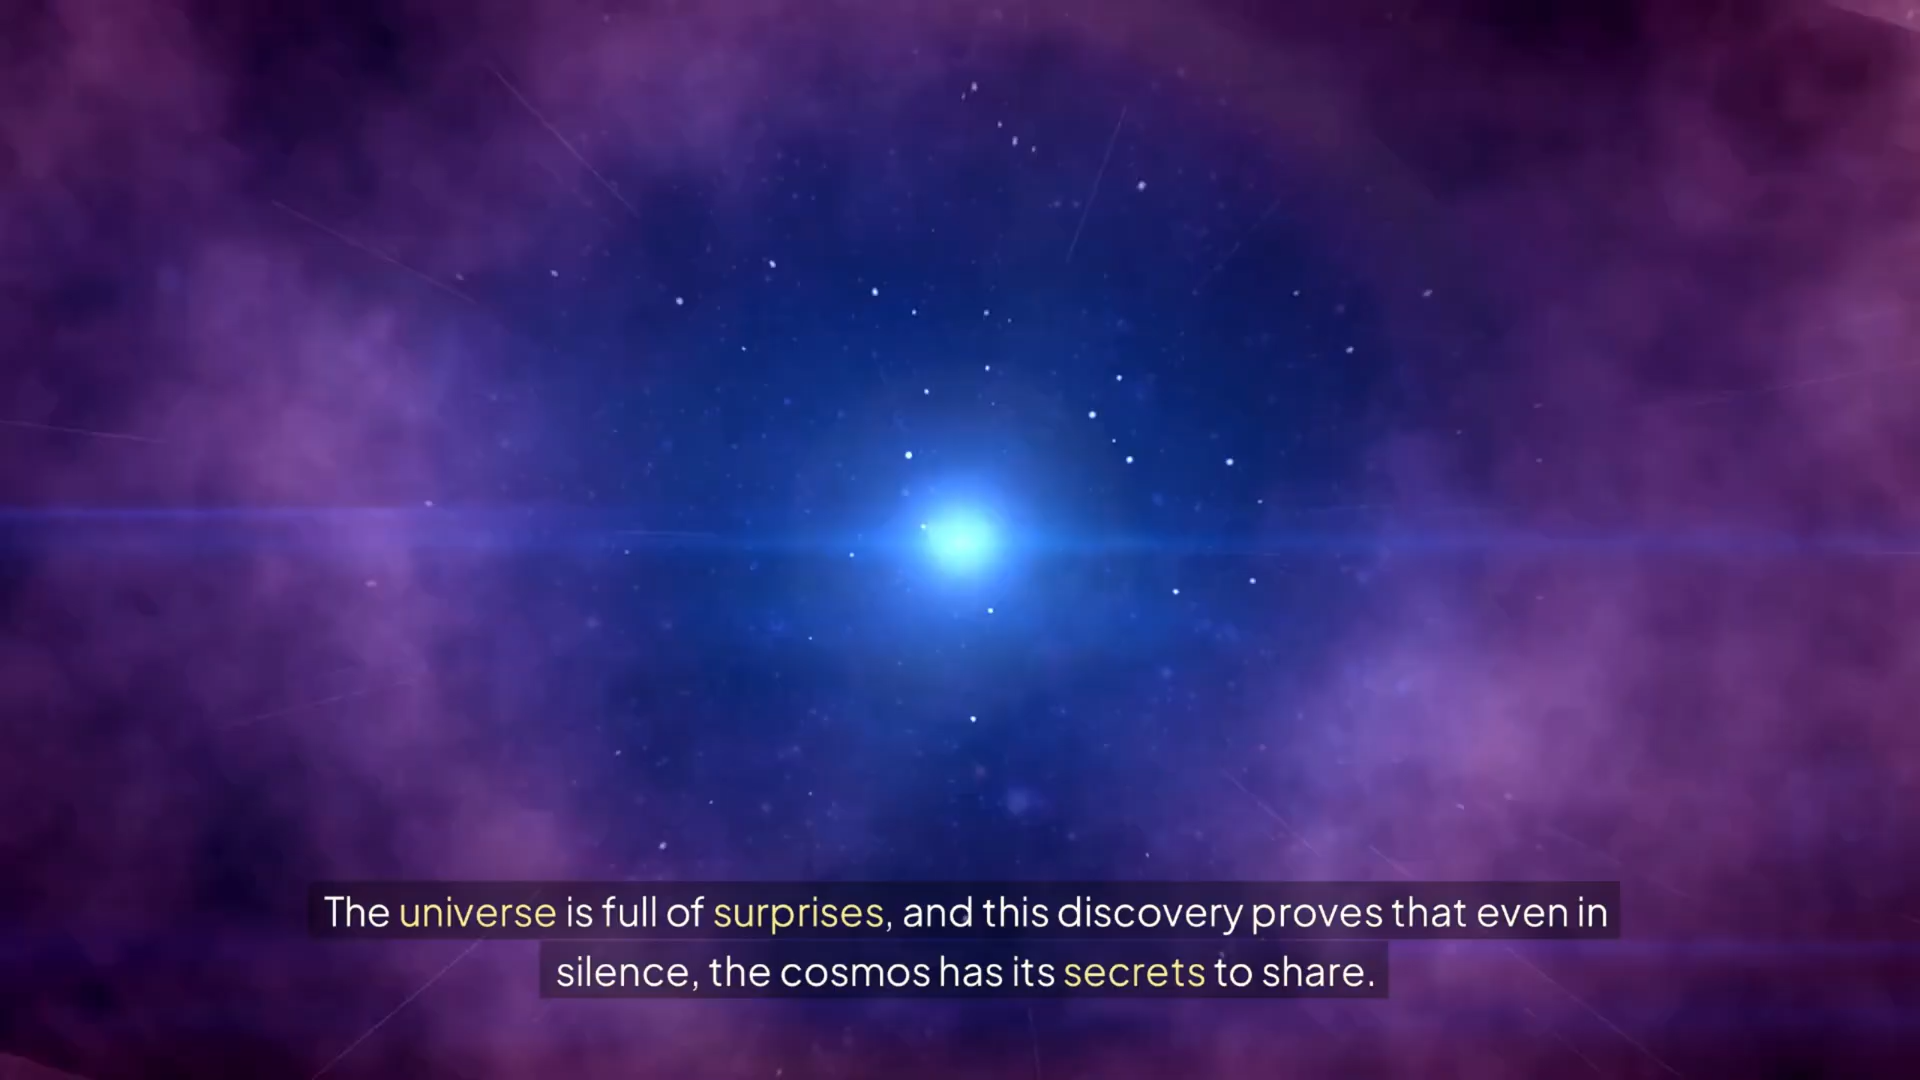 The universe is full of surprises, and this discovery proves that even in
silence, the cosmos has its secrets to share.